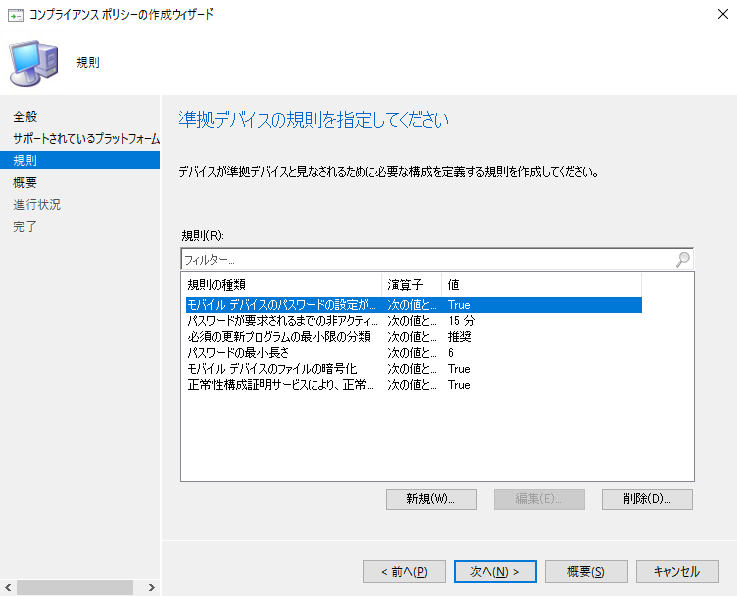 コンプライアンス ポリシーの作成ウィザード
規則
全般
サポートされているプラットフォーム
規則
概要
進行状況
完了
準拠デバイスの規則を指定してください
デバイスが準拠デバイスと見なされるために必要な構成を定義する規則を作成してください。
規則(R):
フィルター...
規則の種類 演算子 値
モバイル デバイスのパスワードの設定が... 次の値と... True
パスワードが要求されるまでの非アクティ... 次の値と... 15 分
必須の更新プログラムの最小限の分類 次の値と... 推奨
パスワードの最小長さ 次の値と... 6
モバイル デバイスのファイルの暗号化 次の値と... True
正常性構成証明サービスにより、正常... 次の値と... True
新規(W)... 編集(E)... 削除(D)...
< 前へ(P) 次へ(N) > 概要(S) キャンセル